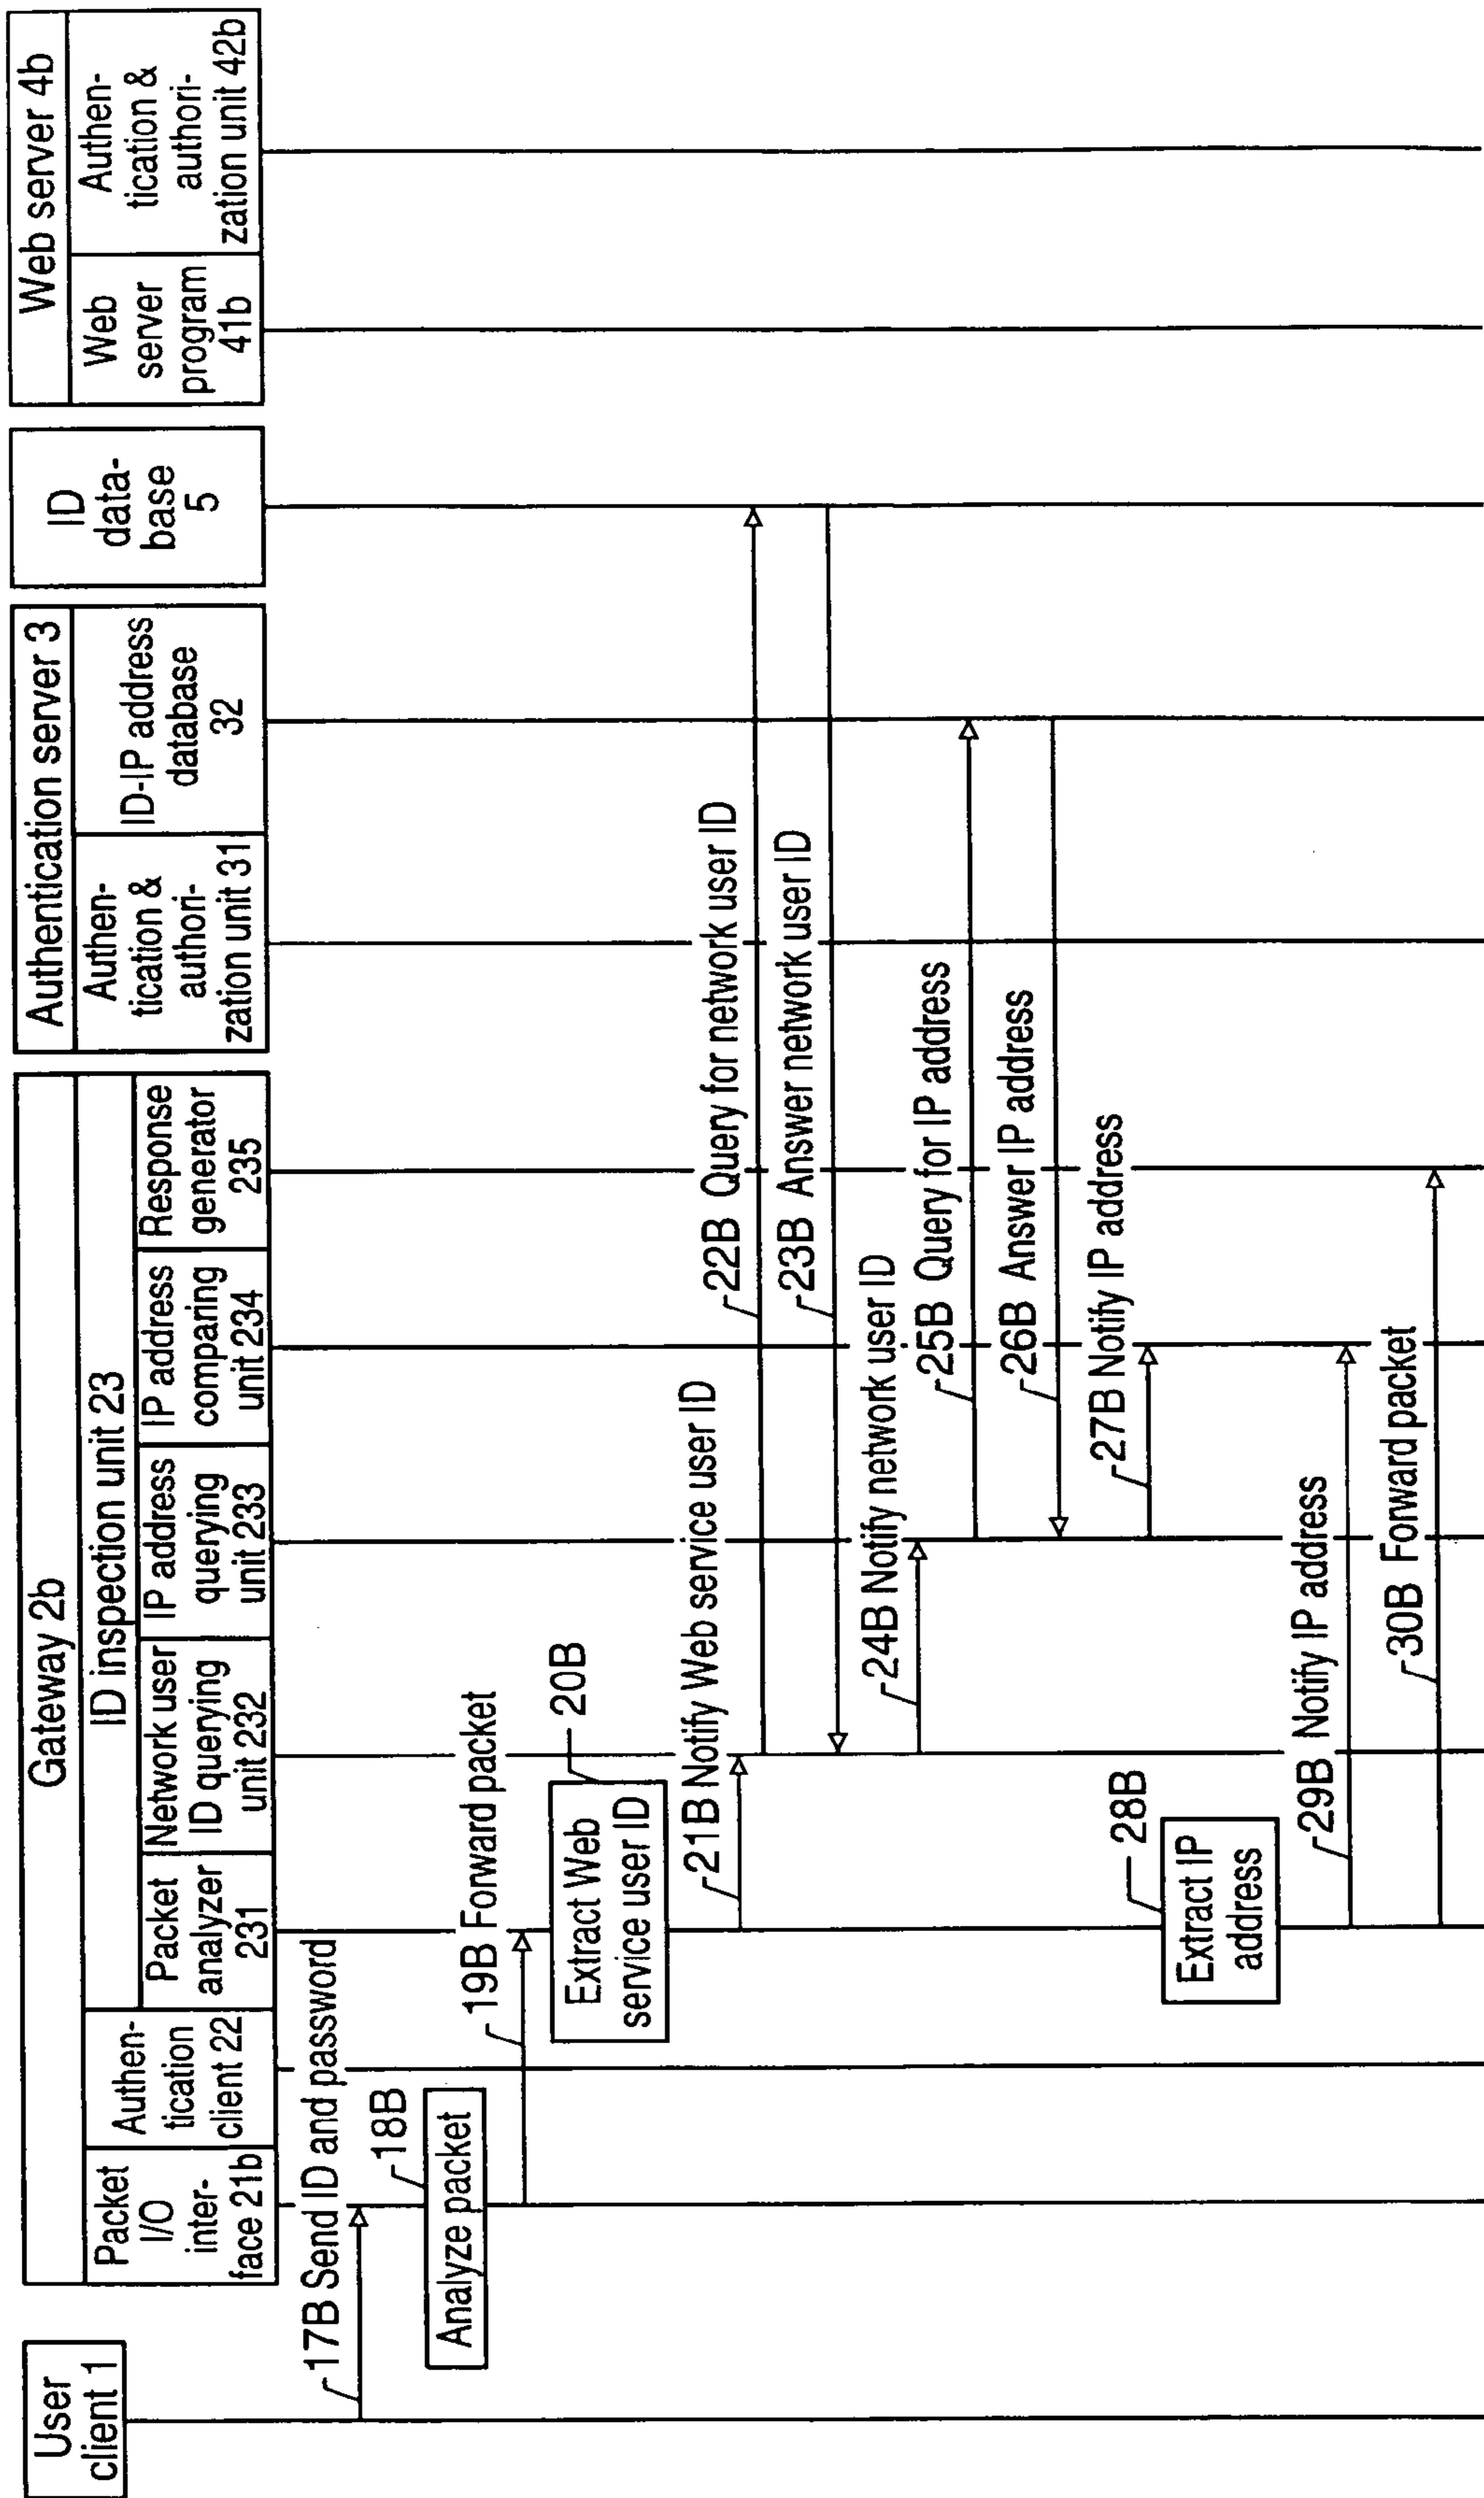 User
client 1
Gateway 2b
Packet
I/O
inter-
face 21b
Authen-
tication
client 22
ID inspection unit 23
Packet
analyzer
231
Network user
ID querying
unit 232
IP address
querying
unit 233
IP address
comparing
unit 234
Response
generator
235
Authentication server 3
Authen-
tication &
authori-
zation unit 31
ID-IP address
database
32
ID
data-
base
5
Web server 4b
Web
server
program
41b
Authen-
tication &
authori-
zation unit 42b
17B Send ID and password
18B
Analyze packet
19B Forward packet
20B
Extract Web
service user ID
21B Notify Web service user ID
22B Query for network user ID
23B Answer network user ID
24B Notify network user ID
25B Query for IP address
26B Answer IP address
27B Notify IP address
28B
Extract IP
address
29B Notify IP address
30B Forward packet